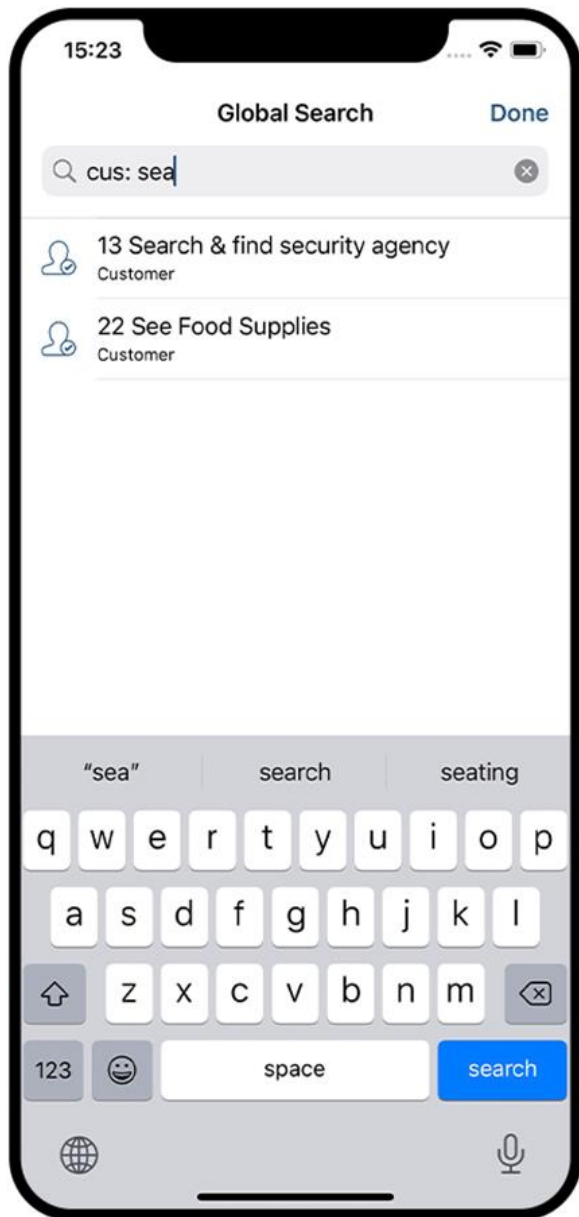 15:23
Global Search Done
cus: sea
13 Search & find security agency
Customer
22 See Food Supplies
Customer
“sea” search seating
q w e r t y u i o p
a s d f g h j k l
z x c v b n m
123 space search